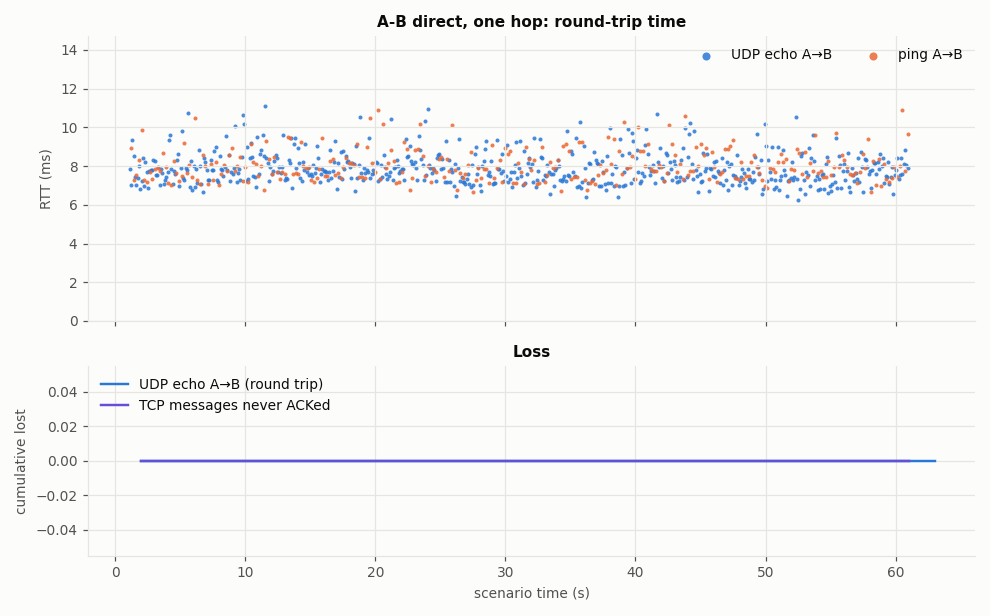 A-B direct, one hop: round-trip time
UDP echo A→B
ping A→B
RTT (ms)
14
12
10
8
6
4
2
0
Loss
UDP echo A→B (round trip)
TCP messages never ACKed
cumulative lost
0.04
0.02
0.00
−0.02
−0.04
0 10 20 30 40 50 60
scenario time (s)